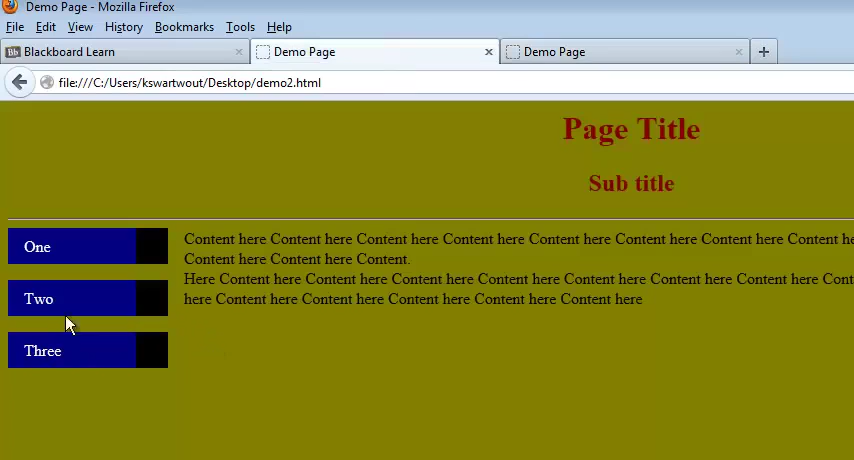 Demo Page - Mozilla Firefox
File Edit View History Bookmarks Tools Help
Bb Blackboard Learn × Demo Page × Demo Page × +
file:///C:/Users/kswartwout/Desktop/demo2.html
Page Title
Sub title
One
Two
Three
Content here Content here Content here Content here Content here Content here Content here Content he
Content here Content here Content.
Here Content here Content here Content here Content here Content here Content here Content here Cont
here Content here Content here Content here Content here Content here